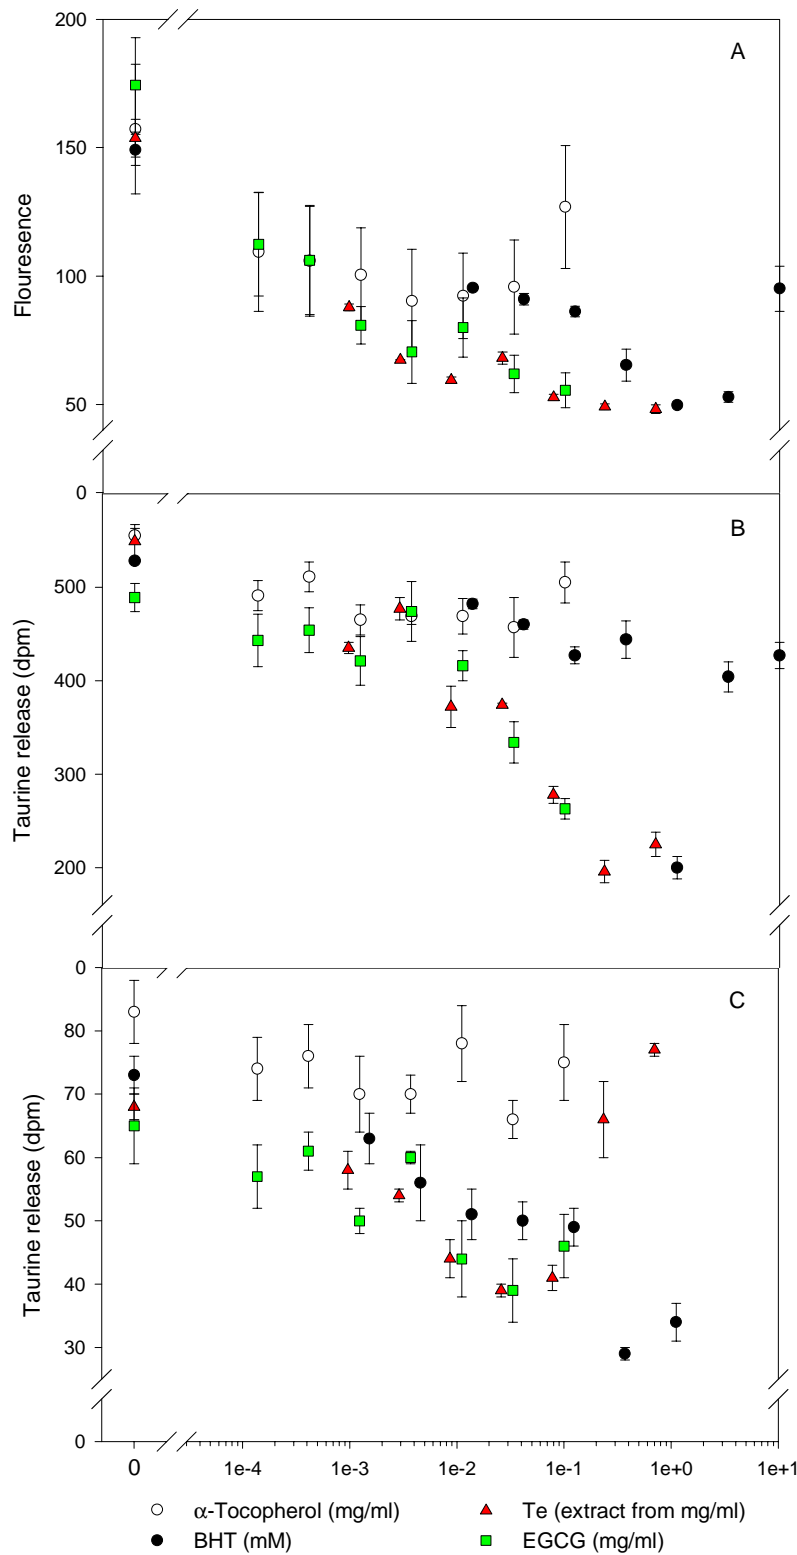 200
A
150
Flouresence
100
50
0
B
500
400
Taurine release (dpm)
300
200
0
C
80
70
60
Taurine release (dpm)
50
40
30
0
0 1e-4 1e-3 1e-2 1e-1 1e+0 1e+1
α-Tocopherol (mg/ml) Te (extract from mg/ml)
BHT (mM) EGCG (mg/ml)